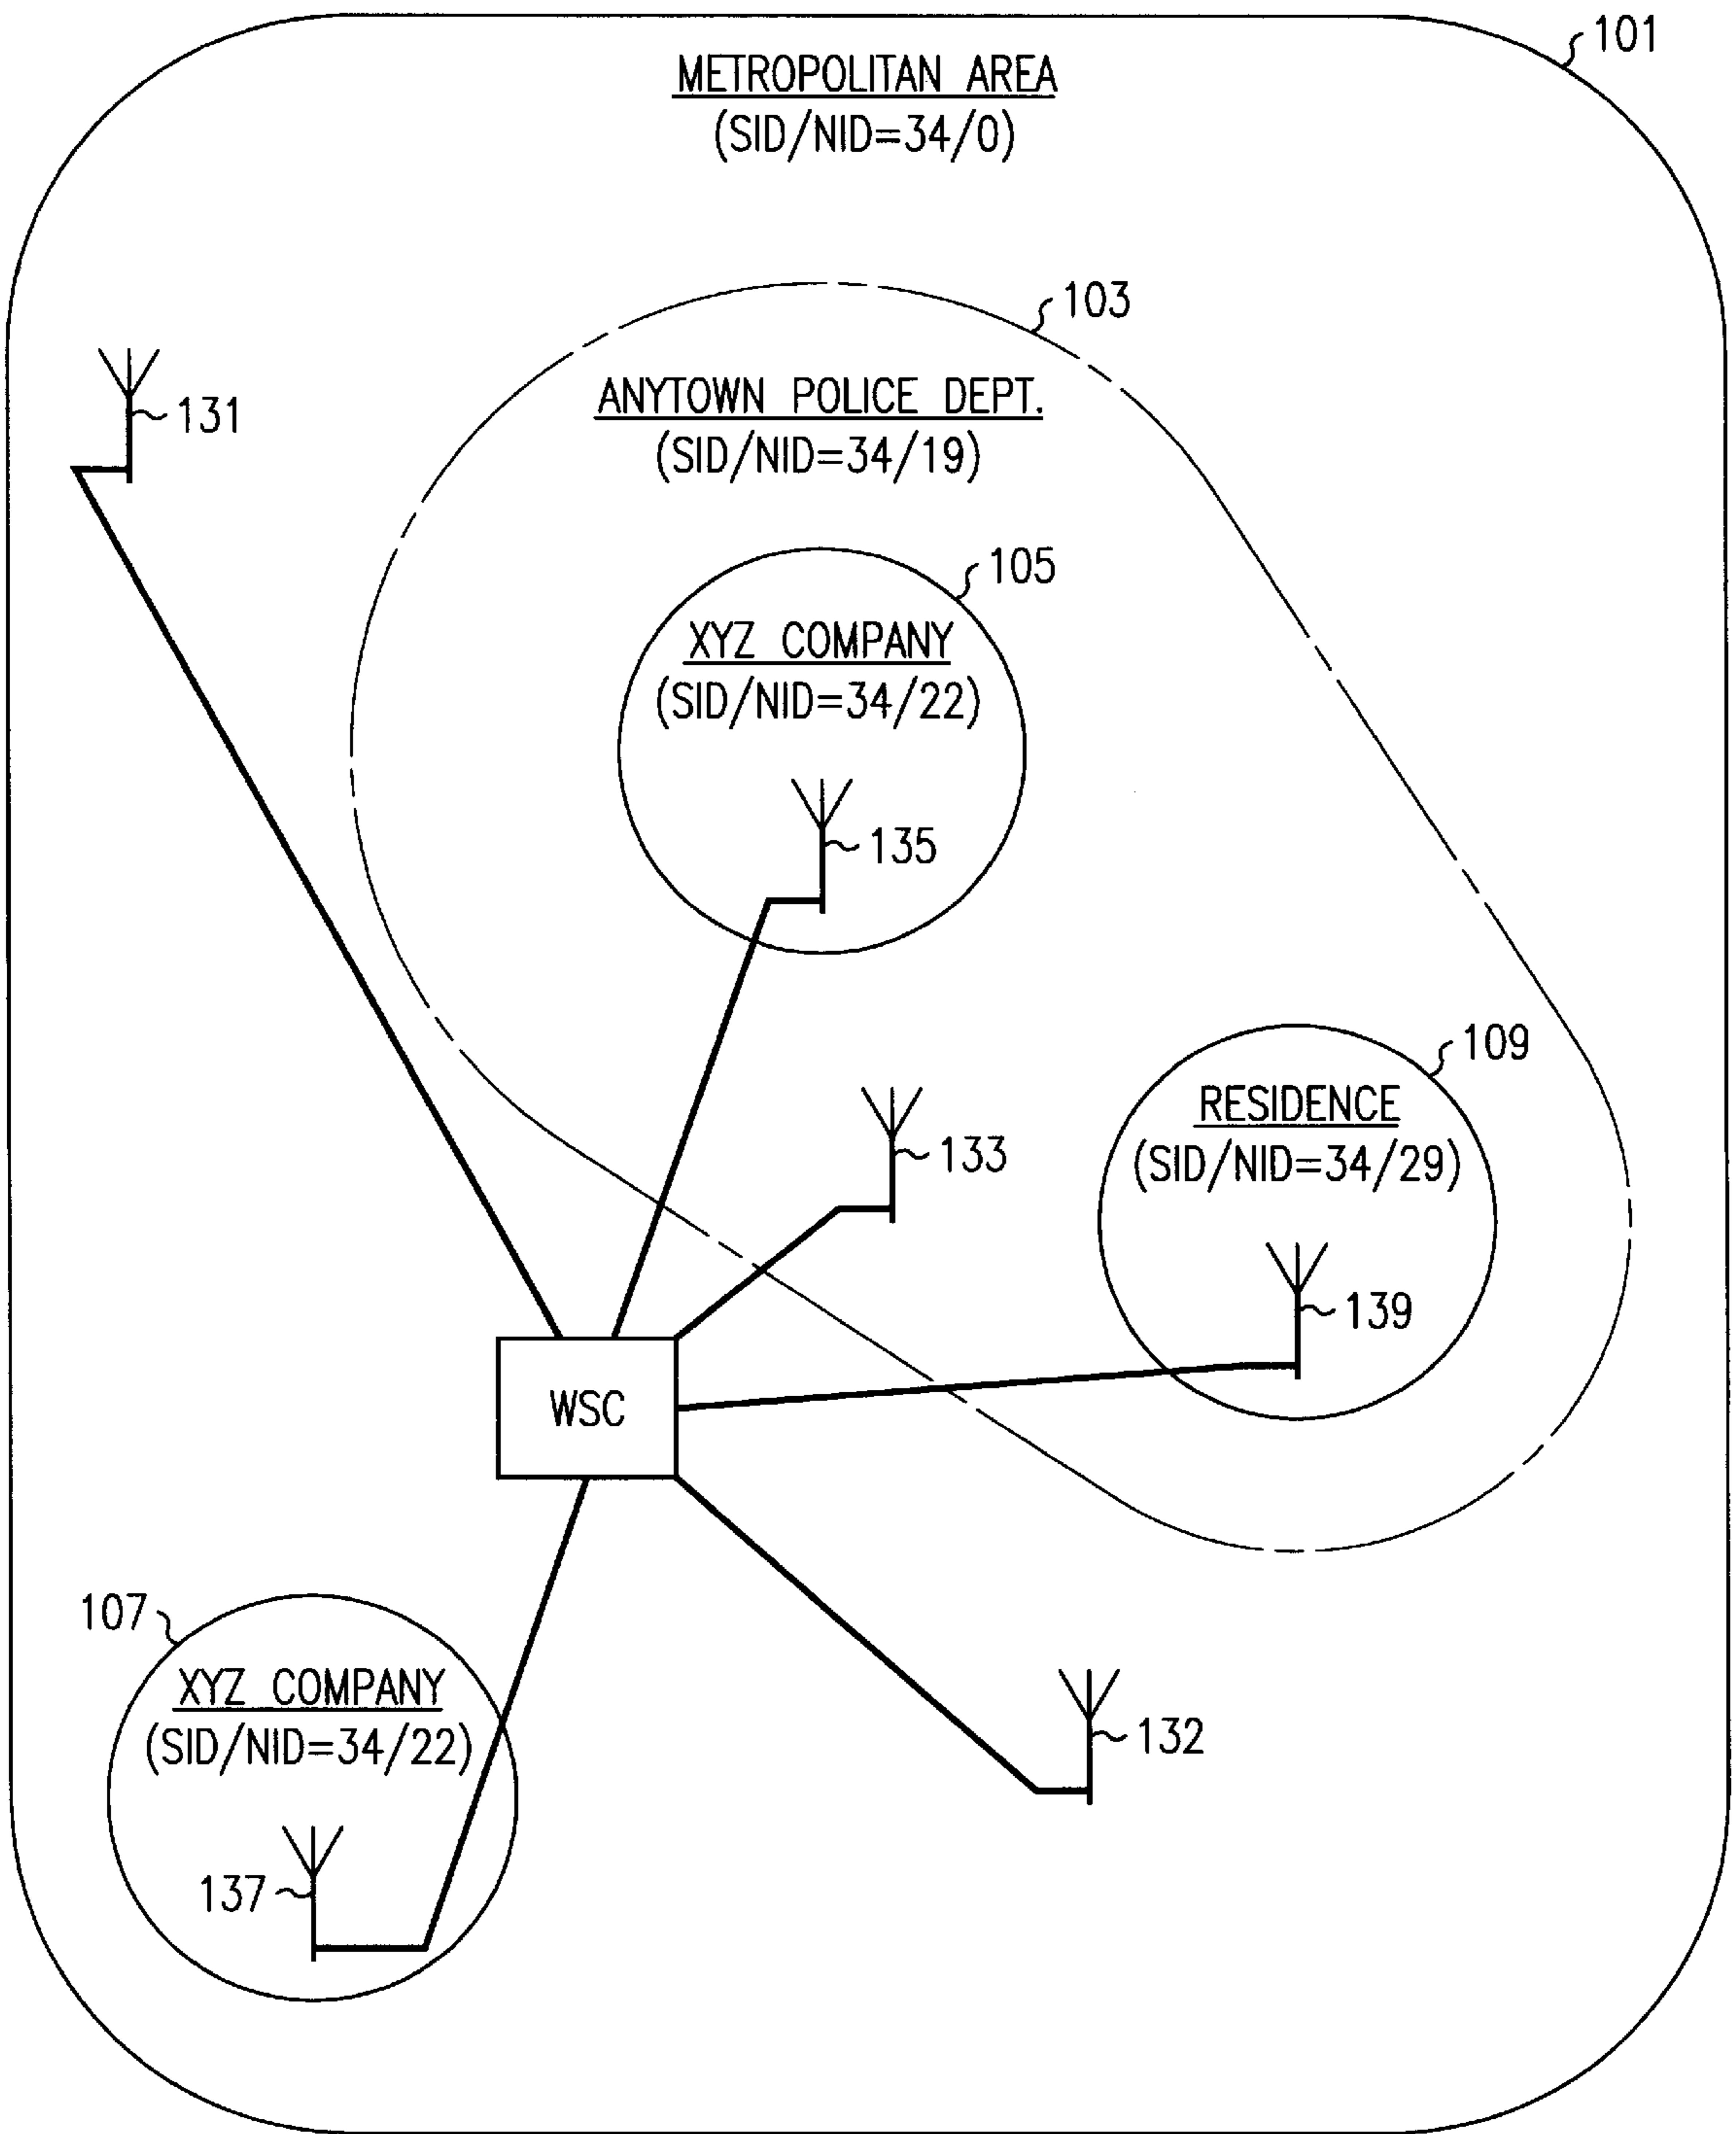 101
METROPOLITAN AREA
(SID/NID=34/0)
103
131
ANYTOWN POLICE DEPT.
(SID/NID=34/19)
105
XYZ COMPANY
(SID/NID=34/22)
135
109
RESIDENCE
(SID/NID=34/29)
133
139
WSC
107
XYZ COMPANY
(SID/NID=34/22)
132
137